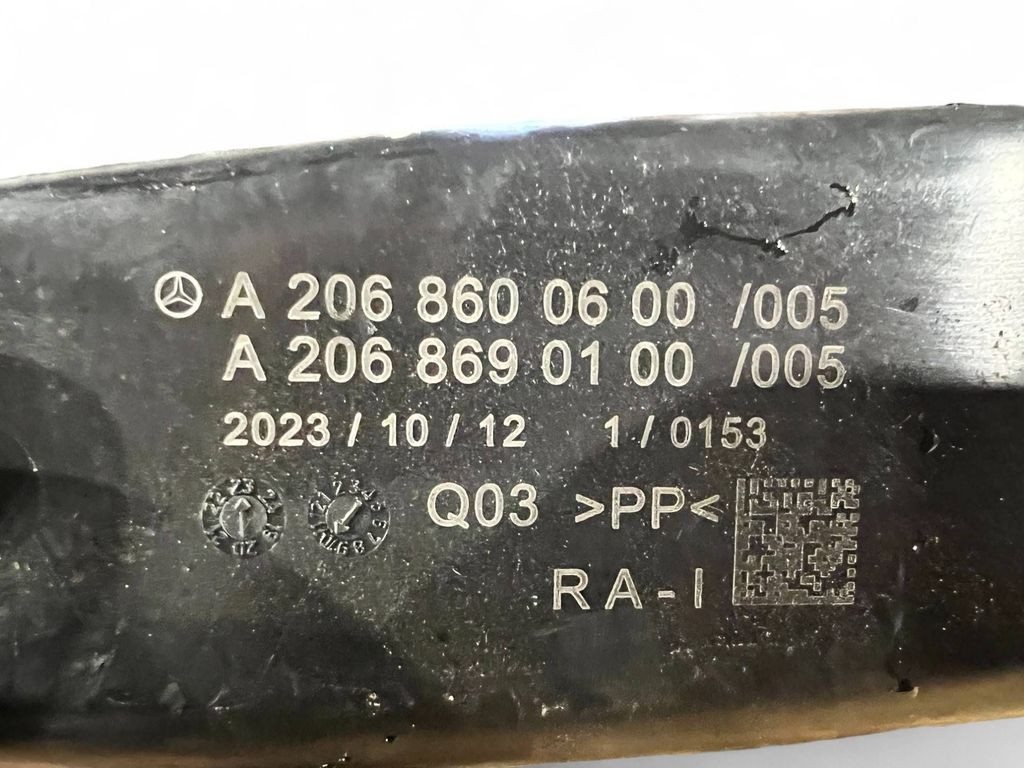 A 206 860 06 00 /005
A 206 869 01 00 /005
2023 / 10 / 12 1 / 0153
Q03 >PP<
RA-I